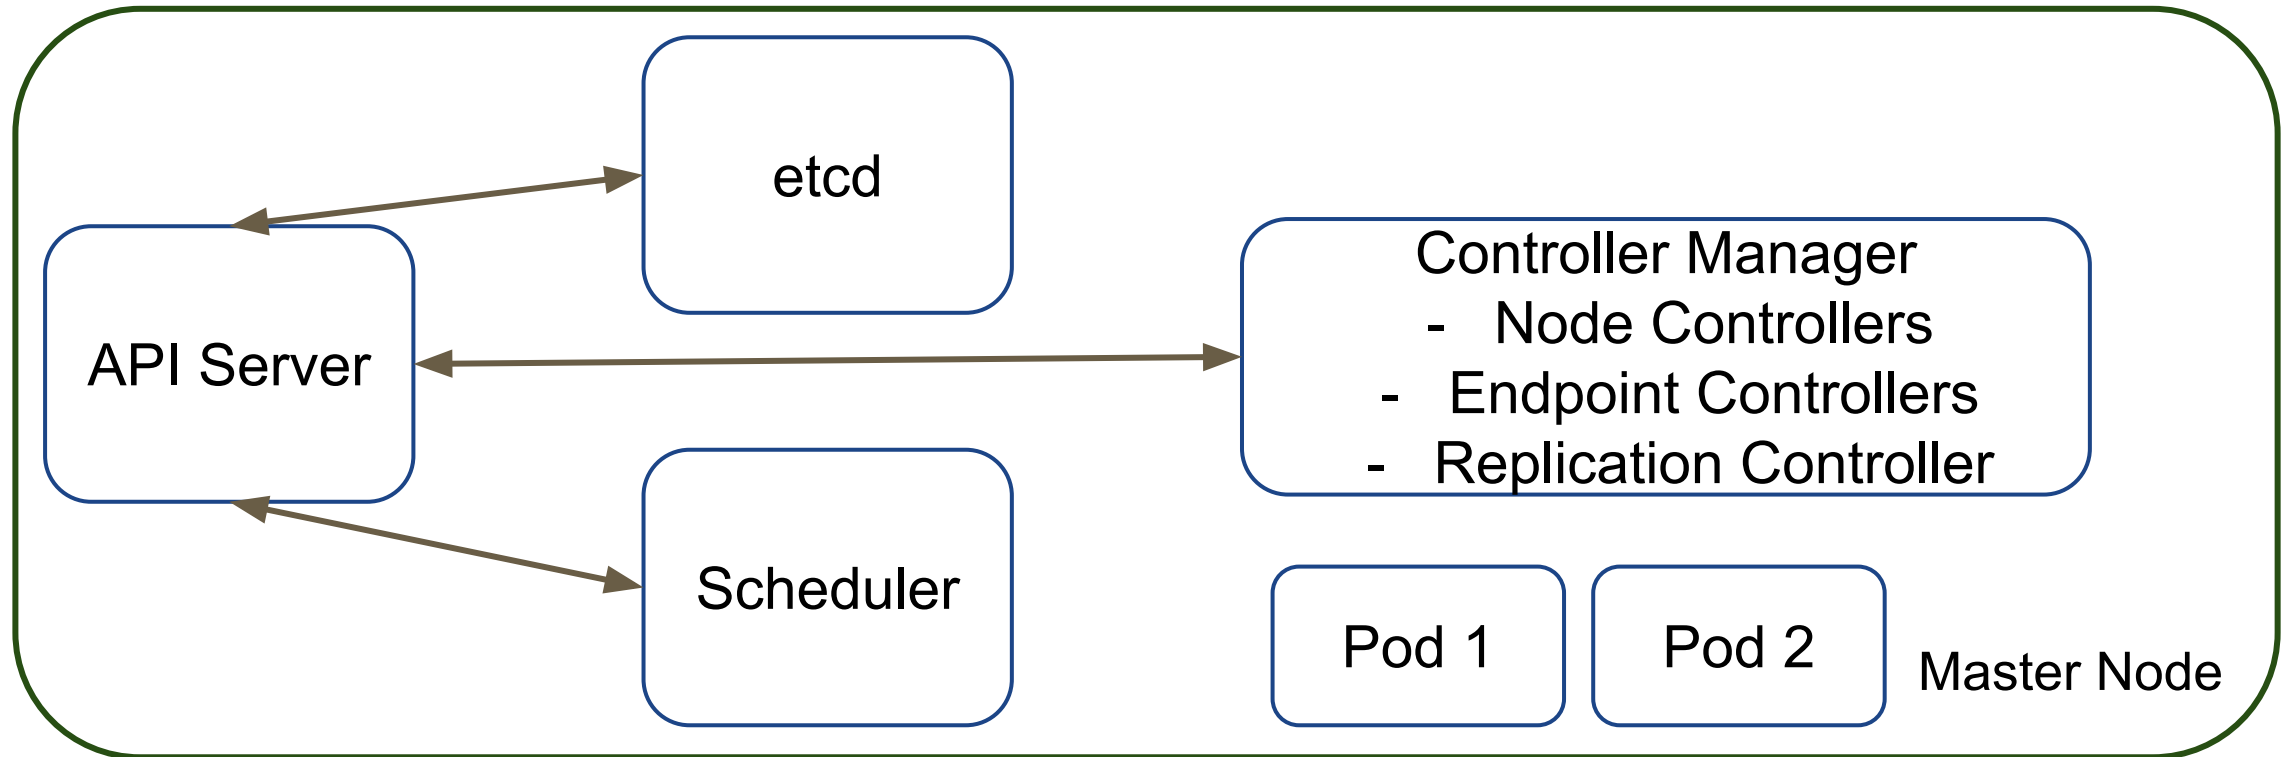 etcd
API Server
Controller Manager
- Node Controllers
- Endpoint Controllers
- Replication Controller
Scheduler
Pod 1
Pod 2
Master Node